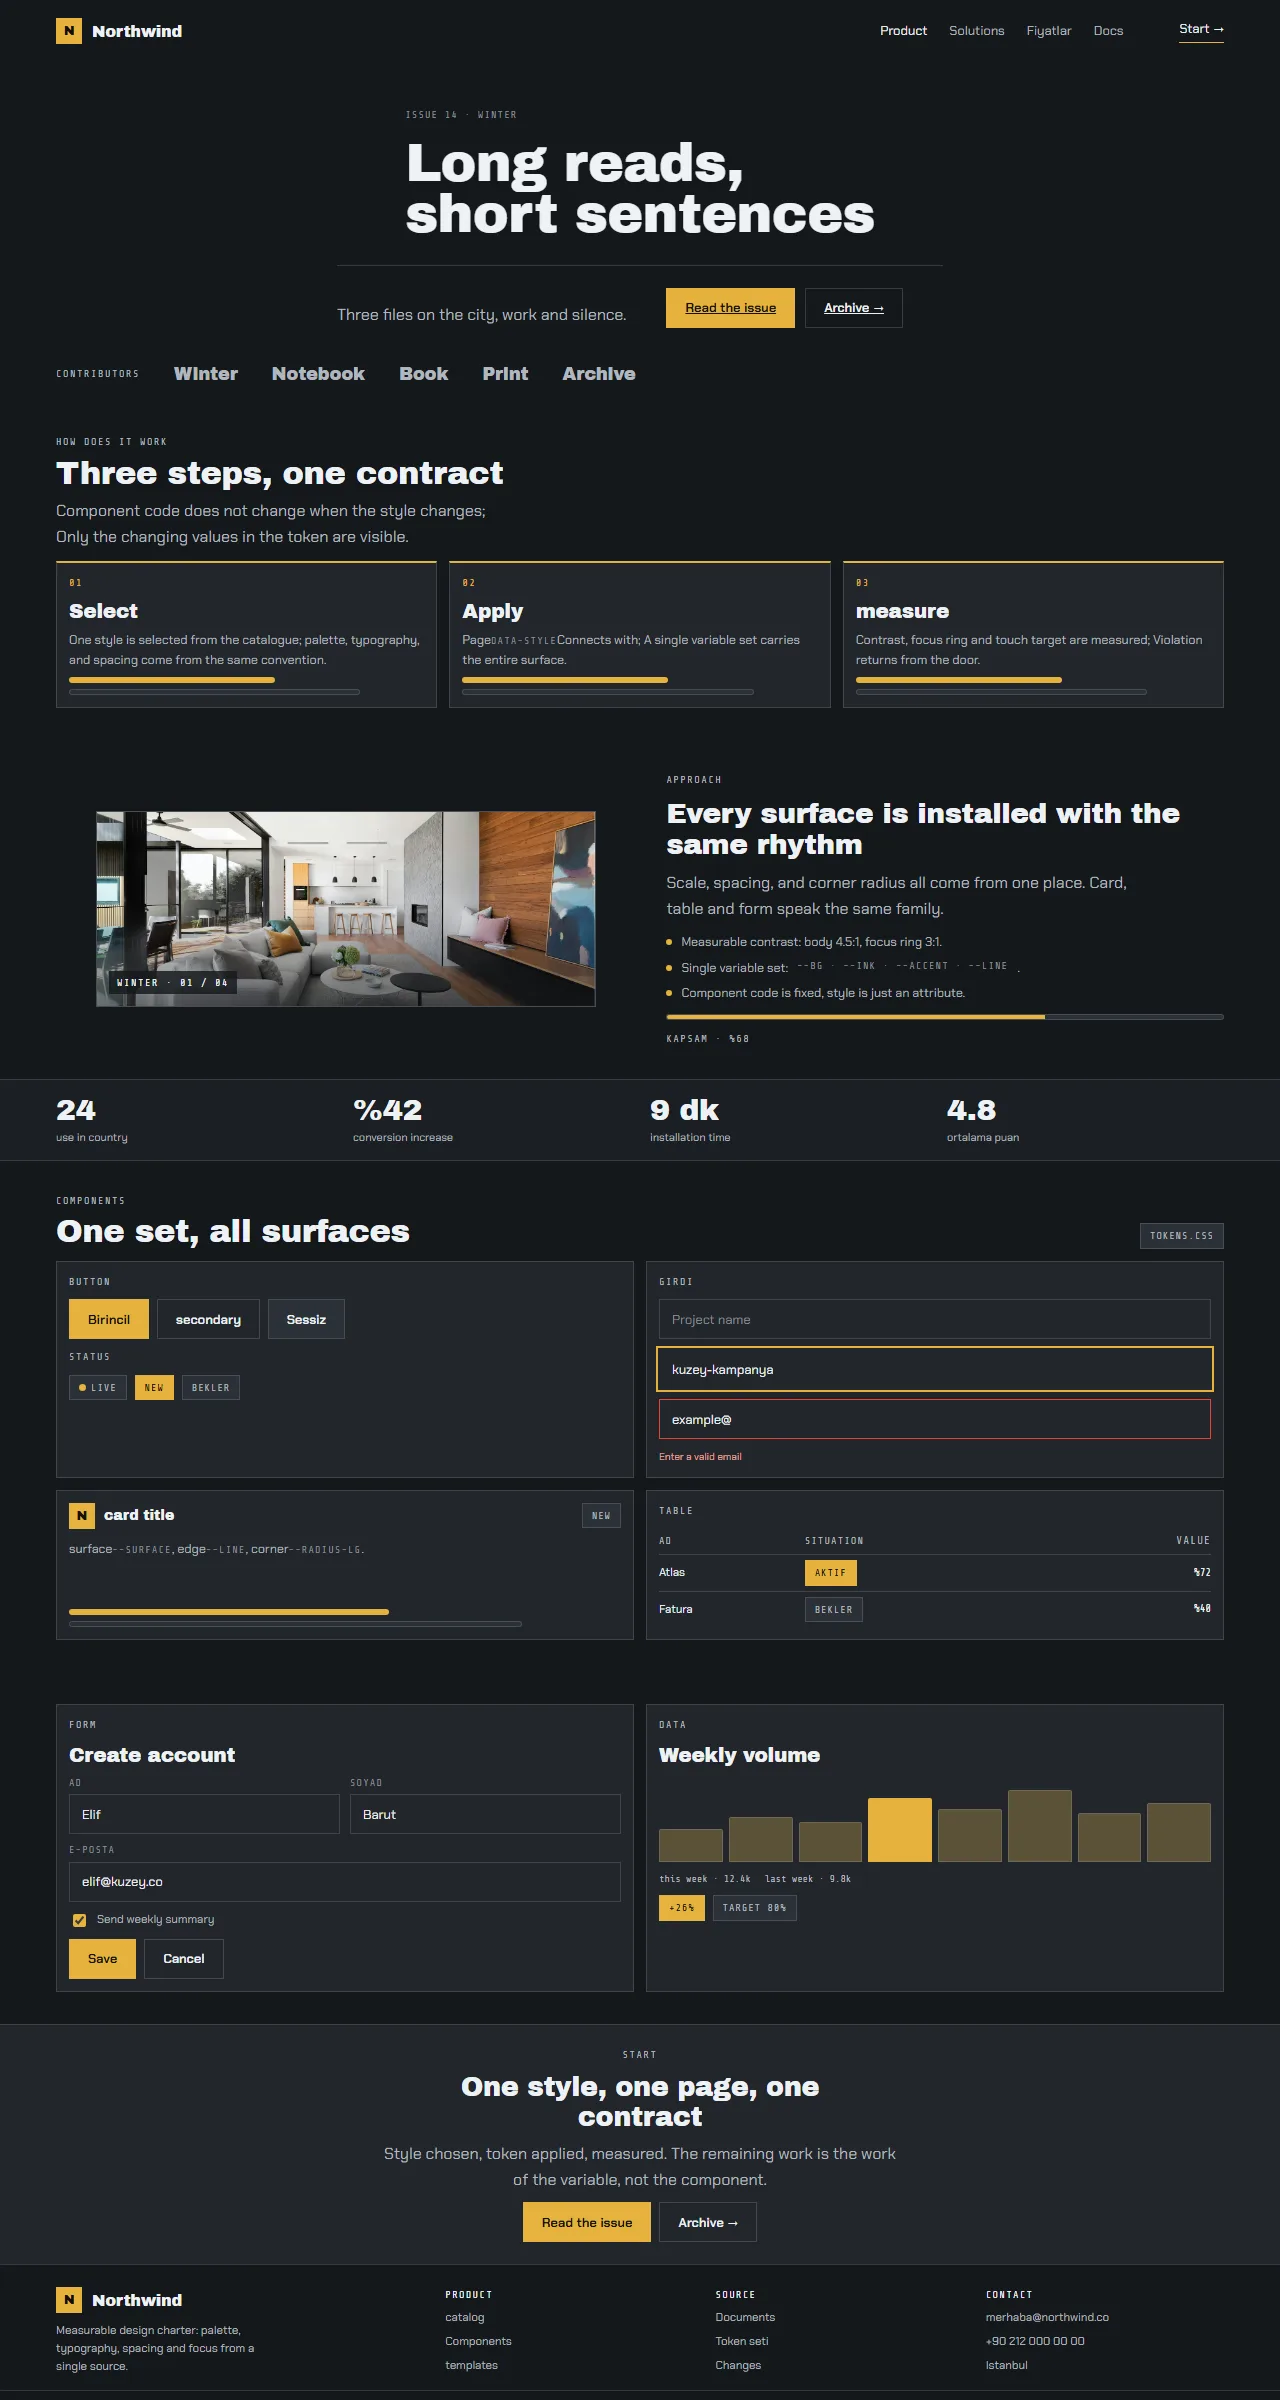 N Northwind
Product Solutions Fiyatlar Docs Start →
ISSUE 14 · WINTER
Long reads,
short sentences
Three files on the city, work and silence.
Read the issue Archive →
CONTRIBUTORS Winter Notebook Book Print Archive
HOW DOES IT WORK
Three steps, one contract
Component code does not change when the style changes;
Only the changing values in the token are visible.
01
Select
One style is selected from the catalogue; palette, typography,
and spacing come from the same convention.
02
Apply
PageDATA-STYLEConnects with; A single variable set carries
the entire surface.
03
measure
Contrast, focus ring and touch target are measured; Violation
returns from the door.
WINTER · 01 / 04
APPROACH
Every surface is installed with the
same rhythm
Scale, spacing, and corner radius all come from one place. Card,
table and form speak the same family.
Measurable contrast: body 4.5:1, focus ring 3:1.
Single variable set: --BG · --INK · --ACCENT · --LINE .
Component code is fixed, style is just an attribute.
KAPSAM · %68
24
use in country
%42
conversion increase
9 dk
installation time
4.8
ortalama puan
COMPONENTS
One set, all surfaces
TOKENS.CSS
BUTTON
Birincil secondary Sessiz
STATUS
LIVE NEW BEKLER
GIRDI
Project name
kuzey-kampanya
example@
Enter a valid email
N card title NEW
surface--SURFACE, edge--LINE, corner--RADIUS-LG.
TABLE
AD SITUATION VALUE
Atlas AKTIF %72
Fatura BEKLER %40
FORM
Create account
AD SOYAD
Elif Barut
E-POSTA
elif@kuzey.co
Send weekly summary
Save Cancel
DATA
Weekly volume
this week · 12.4k last week · 9.8k
+26% TARGET 80%
START
One style, one page, one
contract
Style chosen, token applied, measured. The remaining work is the work
of the variable, not the component.
Read the issue Archive →
N Northwind
Measurable design charter: palette,
typography, spacing and focus from a
single source.
PRODUCT
catalog
Components
templates
SOURCE
Documents
Token seti
Changes
CONTACT
merhaba@northwind.co
+90 212 000 00 00
Istanbul